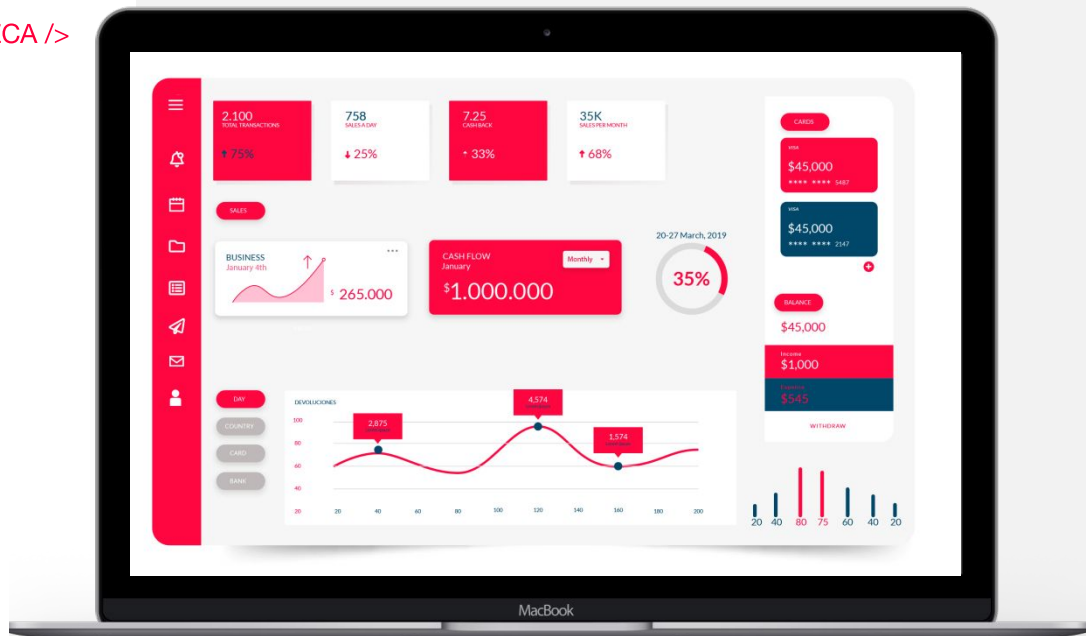 CA />
2.100
TOTAL TRANSACTIONS
75%
758
SALES A DAY
25%
7.25
CASH BACK
33%
35K
SALES PER MONTH
68%
SALES
BUSINESS
January 4th
$ 265.000
CASH FLOW
January
Monthly
$1.000.000
20-27 March, 2019
35%
CARDS
VISA
$45,000
**** **** 5487
VISA
$45,000
**** **** 2147
BALANCE
$45,000
Income
$1,000
$545
WITHDRAW
DAY
COUNTRY
CARD
BANK
DEVOLUCIONES
100
80
60
40
20
2,875
4,574
1,574
20 40 60 80 100 120 140 160 180 200
20 40 80 75 60 40 20
MacBook